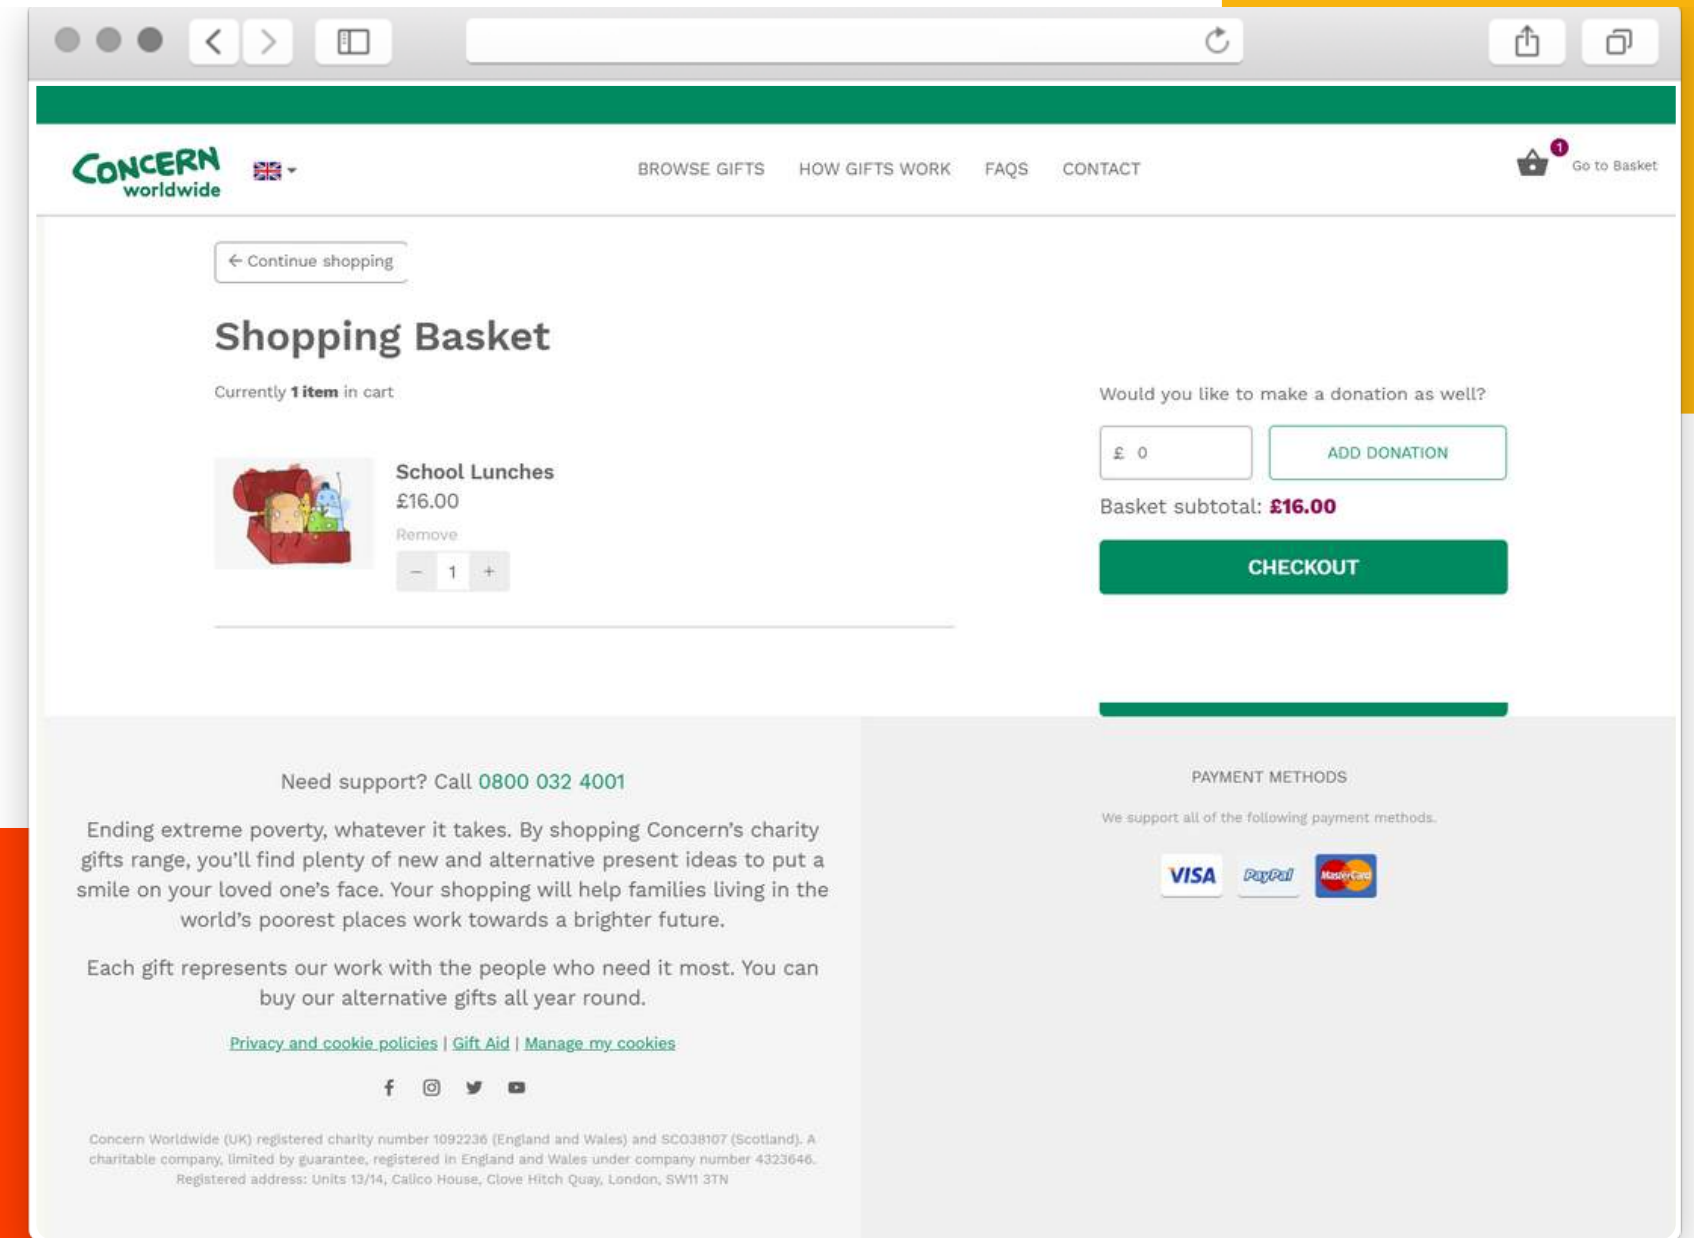 CONCERN
worldwide
BROWSE GIFTS
HOW GIFTS WORK
FAQS
CONTACT
1
Go to Basket
← Continue shopping
Shopping Basket
Currently 1 item in cart
School Lunches
£16.00
Remove
− 1 +
Would you like to make a donation as well?
£ 0
ADD DONATION
Basket subtotal: £16.00
CHECKOUT
Need support? Call 0800 032 4001
Ending extreme poverty, whatever it takes. By shopping Concern's charity
gifts range, you'll find plenty of new and alternative present ideas to put a
smile on your loved one's face. Your shopping will help families living in the
world's poorest places work towards a brighter future.
Each gift represents our work with the people who need it most. You can
buy our alternative gifts all year round.
Privacy and cookie policies | Gift Aid | Manage my cookies
Concern Worldwide (UK) registered charity number 1092236 (England and Wales) and SC038107 (Scotland). A
charitable company, limited by guarantee, registered in England and Wales under company number 4323646.
Registered address: Units 13/14, Calico House, Clove Hitch Quay, London, SW11 3TN
PAYMENT METHODS
We support all of the following payment methods.
VISA
PayPal
MasterCard